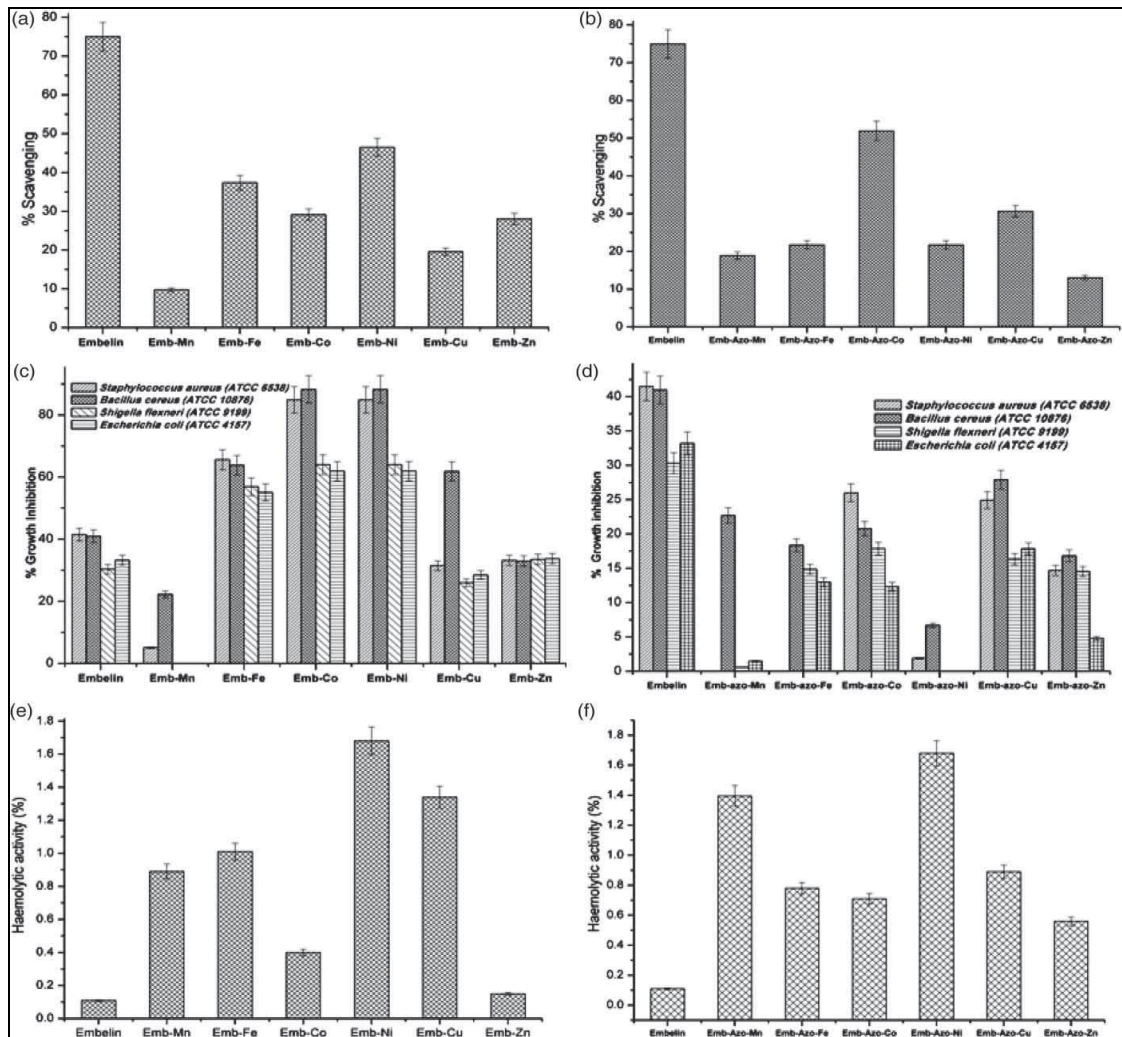 (a)
80
70
60
50
40
30
20
10
0
% Scavenging
Embelin Emb-Mn Emb-Fe Emb-Co Emb-Ni Emb-Cu Emb-Zn
(b)
80
70
60
50
40
30
20
10
0
% Scavenging
Embelin Emb-Azo-Mn Emb-Azo-Fe Emb-Azo-Co Emb-Azo-Ni Emb-Azo-Cu Emb-Azo-Zn
(c)
80
60
40
20
0
% Growth Inhibition
Staphylococcus aureus (ATCC 6538)
Bacillus cereus (ATCC 10876)
Shigella flexneri (ATCC 9199)
Escherichia coli (ATCC 4157)
Embelin Emb-Mn Emb-Fe Emb-Co Emb-Ni Emb-Cu Emb-Zn
(d)
40
35
30
25
20
15
10
5
0
% Growth inhibition
Staphylococcus aureus (ATCC 6538)
Bacillus cereus (ATCC 10876)
Shigella flexneri (ATCC 9199)
Escherichia coli (ATCC 4157)
Embelin Emb-azo-Mn Emb-azo-Fe Emb-azo-Co Emb-azo-Ni Emb-azo-Cu Emb-azo-Zn
(e)
1.8
1.6
1.4
1.2
1.0
0.8
0.6
0.4
0.2
0.0
Haemolytic activity (%)
Embelin Emb-Mn Emb-Fe Emb-Co Emb-Ni Emb-Cu Emb-Zn
(f)
1.8
1.6
1.4
1.2
1.0
0.8
0.6
0.4
0.2
0.0
Haemolytic activity (%)
Embelin Emb-Azo-Mn Emb-Azo-Fe Emb-Azo-Co Emb-Azo-Ni Emb-Azo-Cu Emb-Azo-Zn